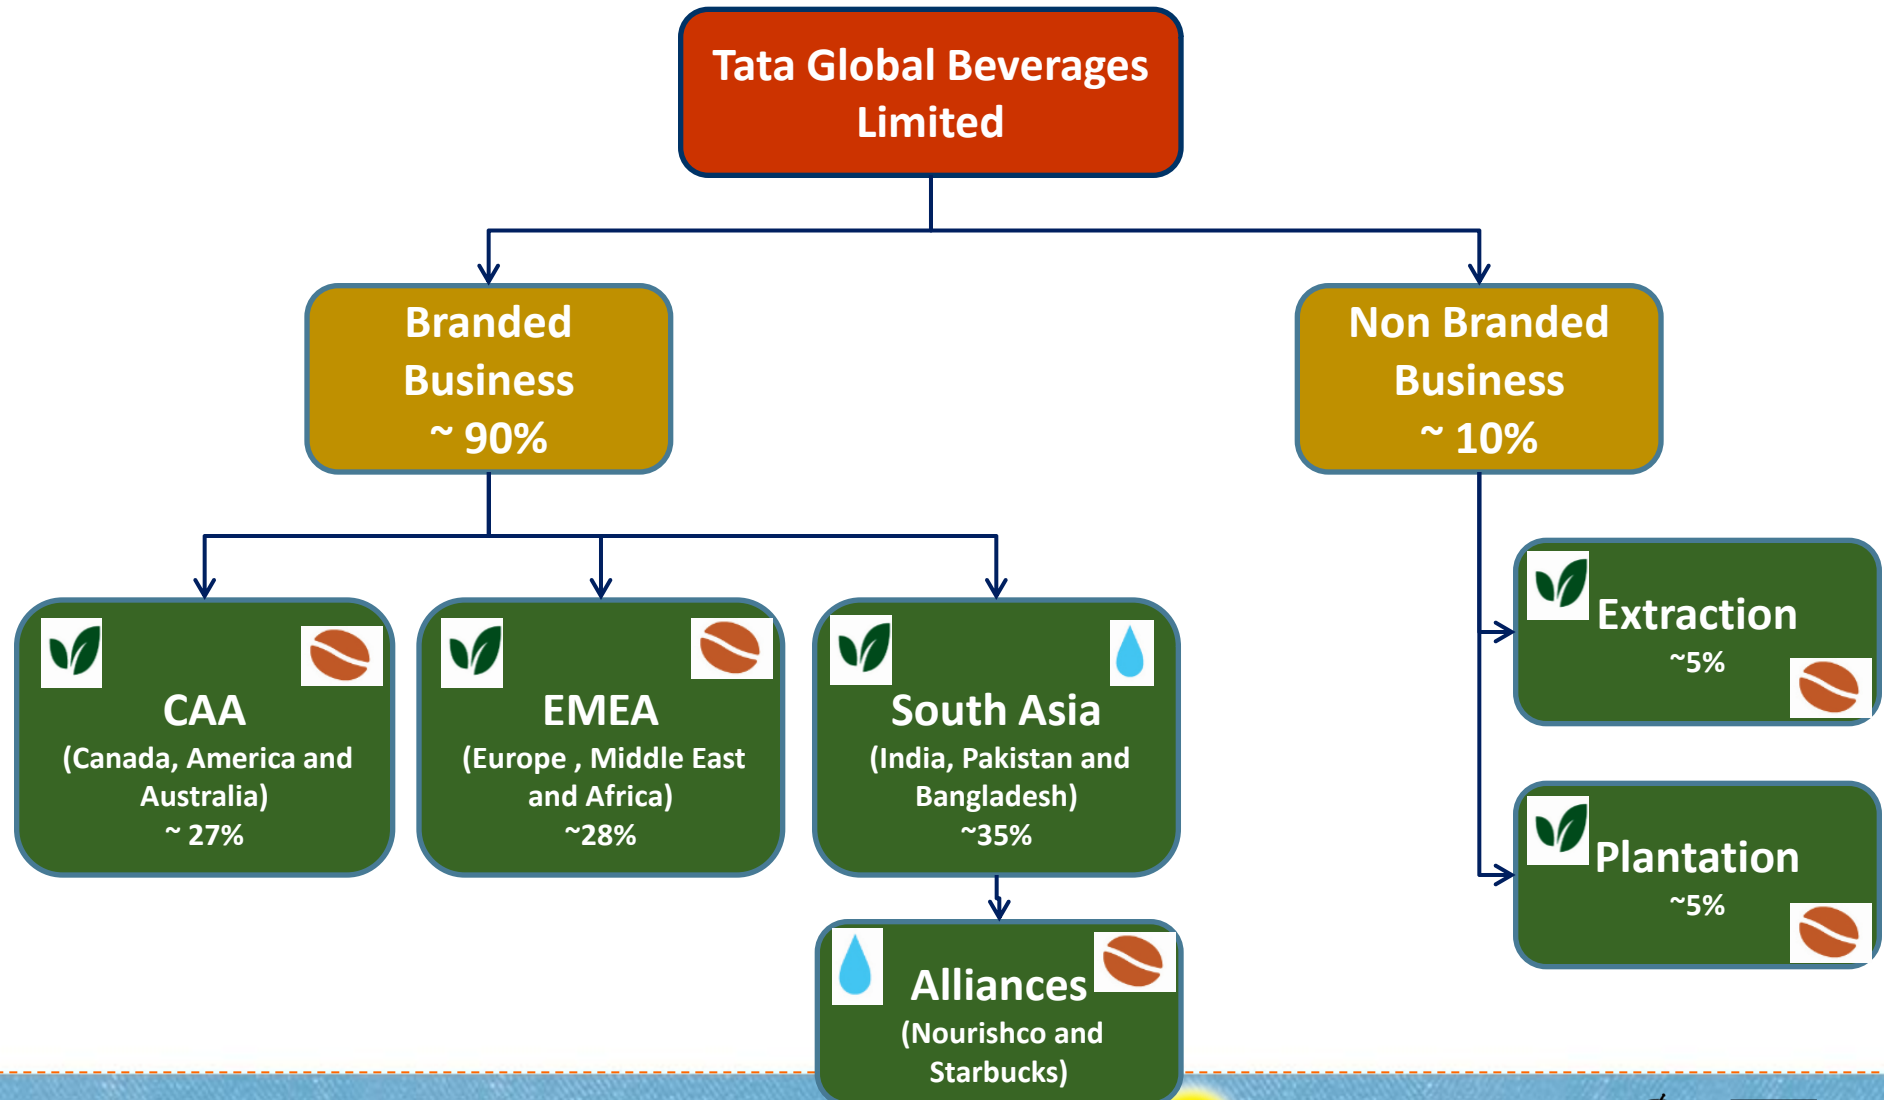 Tata Global Beverages
Limited
Branded
Business
~ 90%
Non Branded
Business
~ 10%
CAA
(Canada, America and
Australia)
~ 27%
EMEA
(Europe , Middle East
and Africa)
~28%
South Asia
(India, Pakistan and
Bangladesh)
~35%
Extraction
~5%
Plantation
~5%
Alliances
(Nourishco and
Starbucks)